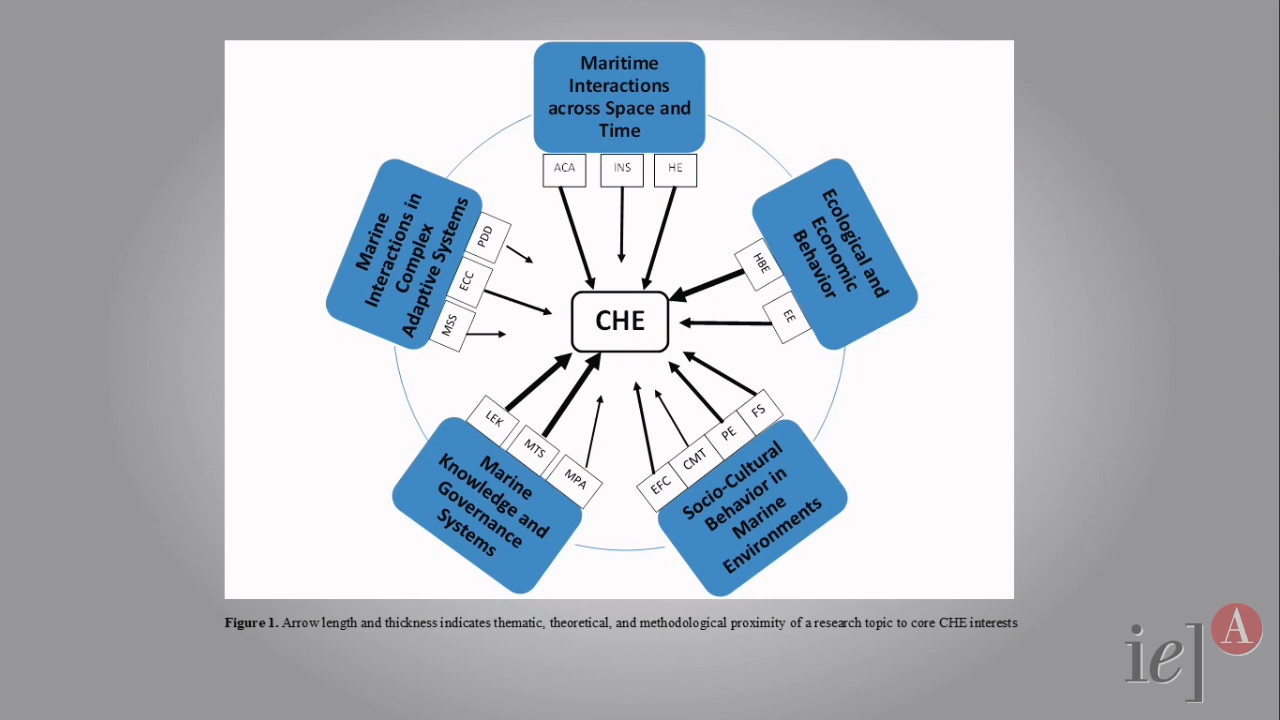 Maritime
Interactions
across Space and
Time
ACA
INS
HE
Marine
Interactions in
Complex
Adaptive Systems
PDD
ECC
MSS
Ecological and
Economic
Behavior
HBE
EE
CHE
LEK
MTS
MPA
Marine
Knowledge and
Governance
Systems
EFC
CMT
PE
FS
Socio-Cultural
Behavior in
Marine
Environments
Figure 1. Arrow length and thickness indicates thematic, theoretical, and methodological proximity of a research topic to core CHE interests
ie]
A